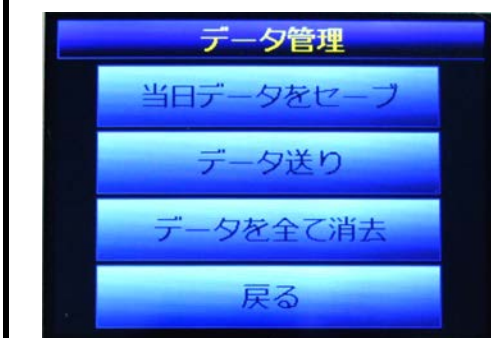 データ管理
当日データをセーブ
データ送り
データを全て消去
戻る